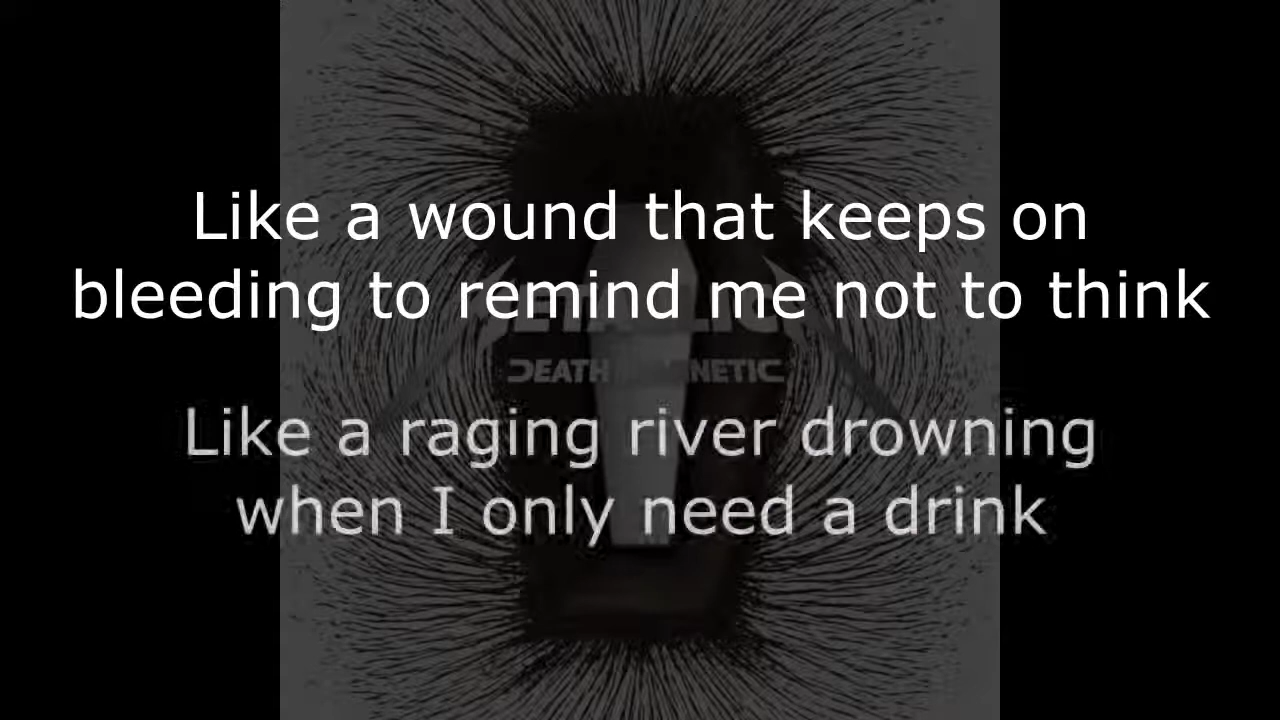 Like a wound that keeps on
bleeding to remind me not to think
DEATH NETIC
Like a raging river drowning
when I only need a drink